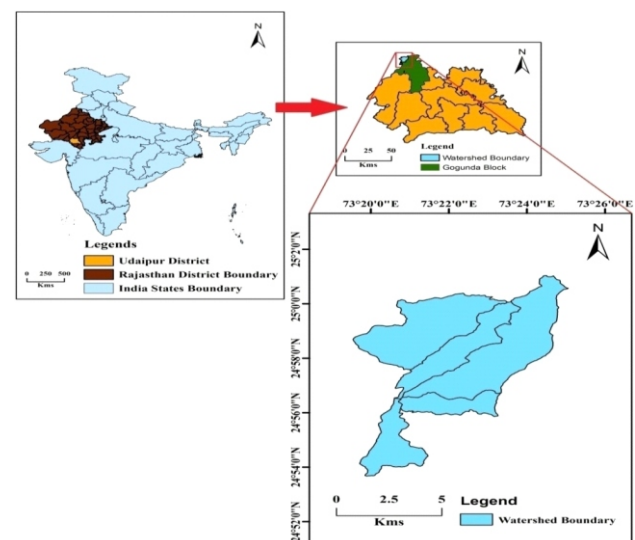 N
Legends
Udaipur District
Rajasthan District Boundary
India States Boundary
0 250 500
Kms
N
0 25 50
Kms
Legend
Watershed Boundary
Gogunda Block
73°20'0"N 73°22'0"N 73°24'0"N 73°26'0"N
N
25°2'0"N
25°0'0"N
24°58'0"N
24°56'0"N
24°54'0"N
24°52'0"N
0 2.5 5
Kms
Legend
Watershed Boundary